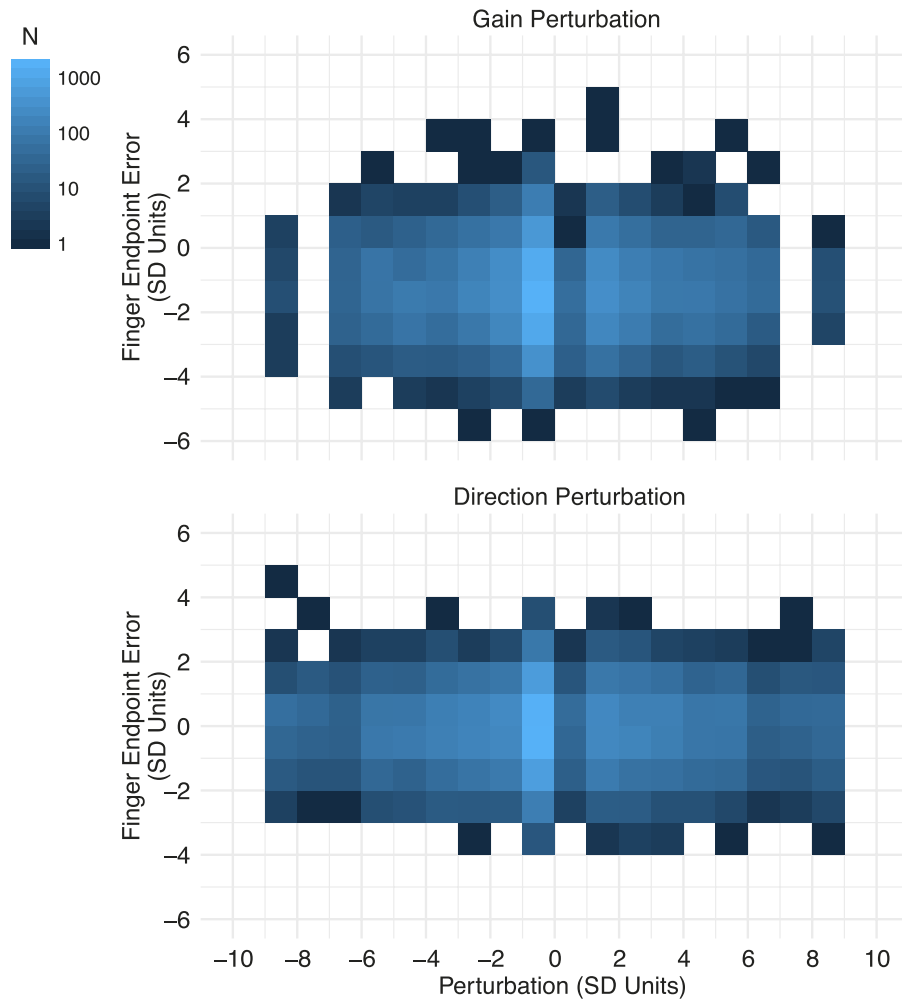 Gain Perturbation
N
1000
100
10
1
6
4
2
0
−2
−4
−6
Finger Endpoint Error
(SD Units)
Direction Perturbation
6
4
2
0
−2
−4
−6
Finger Endpoint Error
(SD Units)
−10 −8 −6 −4 −2 0 2 4 6 8 10
Perturbation (SD Units)